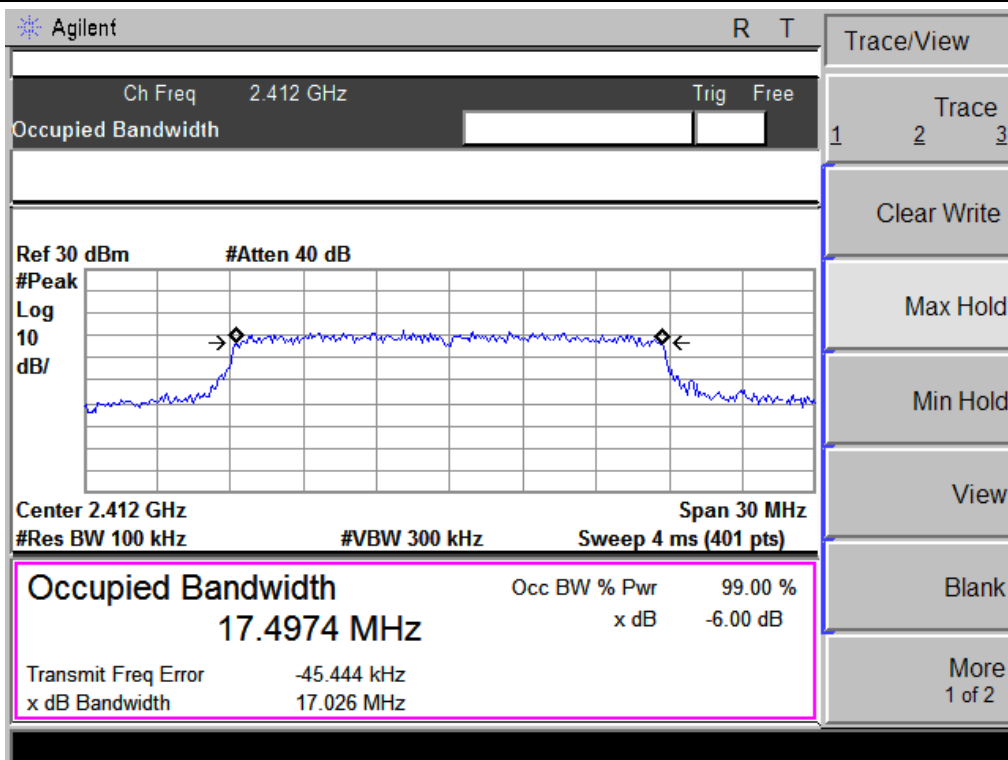 Agilent R T
Ch Freq 2.412 GHz Trig Free
Occupied Bandwidth
Ref 30 dBm #Atten 40 dB
#Peak
Log
10
dB/
Center 2.412 GHz Span 30 MHz
#Res BW 100 kHz #VBW 300 kHz Sweep 4 ms (401 pts)
Occupied Bandwidth
17.4974 MHz
Occ BW % Pwr 99.00 %
x dB -6.00 dB
Transmit Freq Error -45.444 kHz
x dB Bandwidth 17.026 MHz
Trace/View
Trace
1 2 3
Clear Write
Max Hold
Min Hold
View
Blank
More
1 of 2